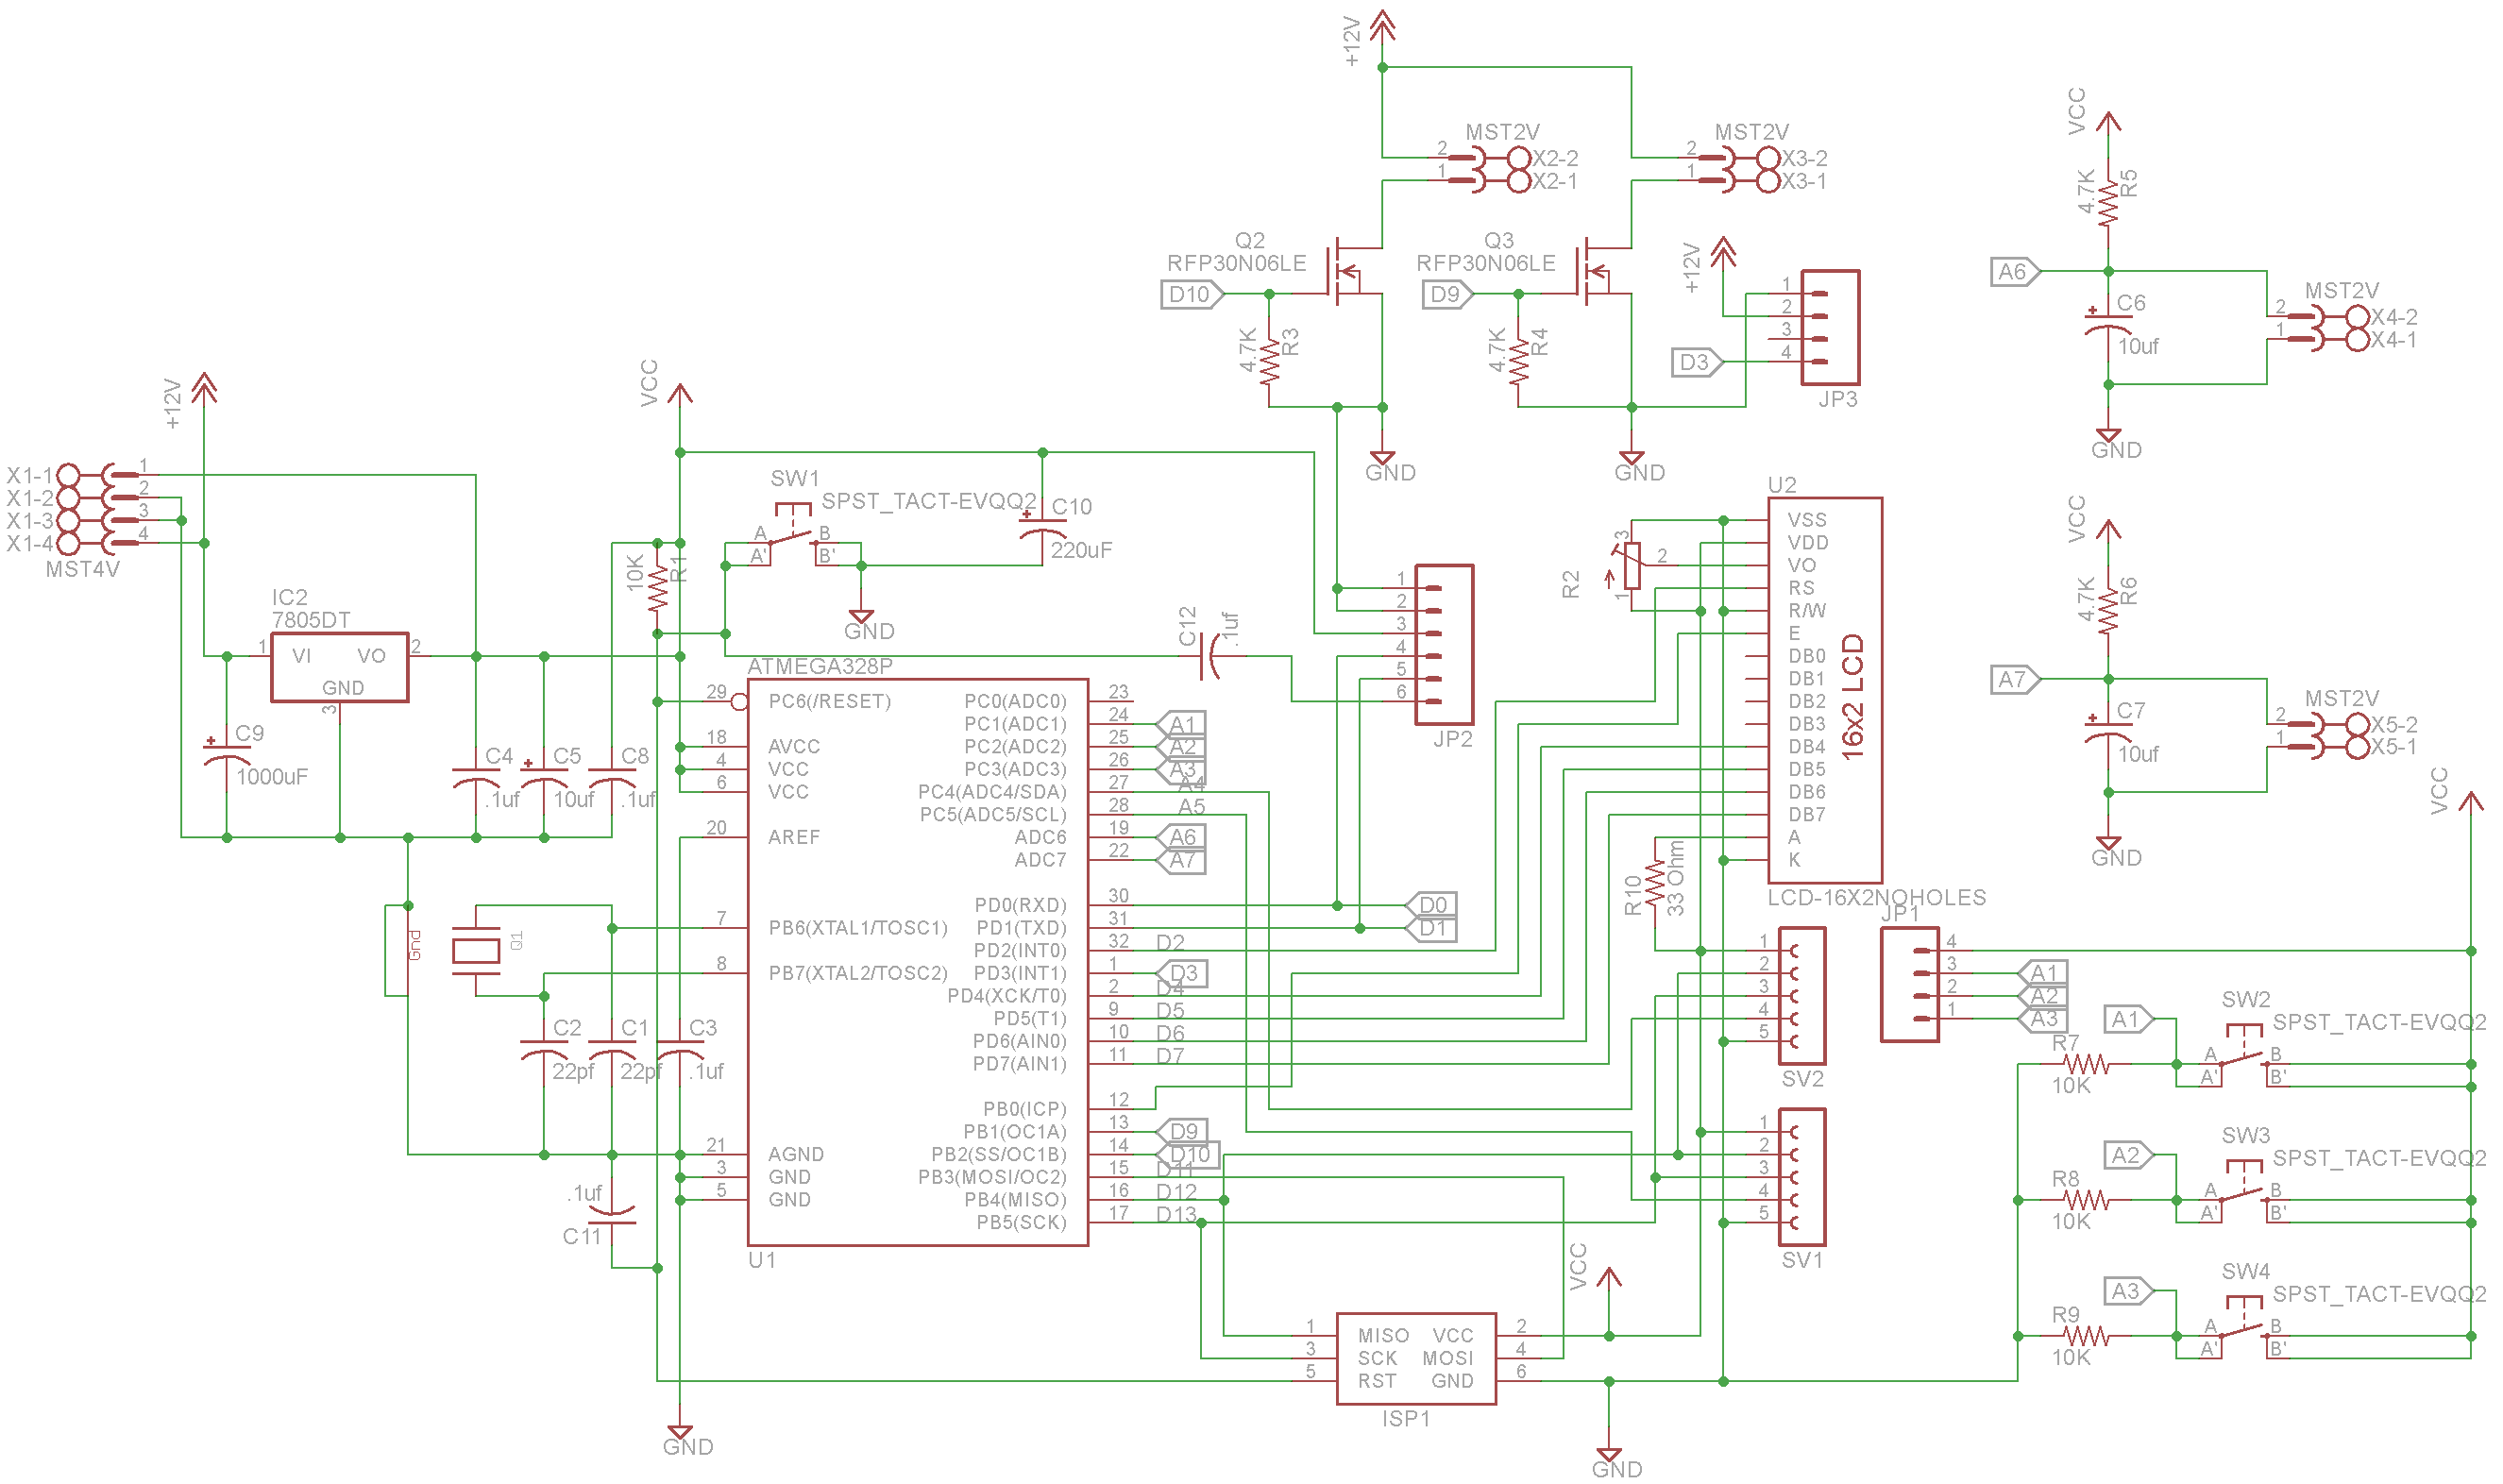 +12V
VCC
MST2V
2 X2-2
1 X2-1
MST2V
2 X3-2
1 X3-1
4.7K R5
Q2
RFP30N06LE
D10
Q3
RFP30N06LE
D9
+12V
1
2
3
4
D3
JP3
4.7K R3
4.7K R4
GND
GND
A6
C6
10uf
MST2V
2 X4-2
1 X4-1
GND
+12V
VCC
X1-1 1
X1-2 2
X1-3 3
X1-4 4
MST4V
IC2
7805DT
1 VI VO 2
GND
3
C9
1000uF
C4
.1uf
C5
10uf
C8
.1uf
10K R1
SW1
SPST_TACT-EVQQ2
A B
A' B'
GND
C10
220uF
C12 .1uf
1
2
3
4
5
6
JP2
R2
3
2
1
U2
VSS
VDD
VO
RS
R/W
E
DB0
DB1
DB2
DB3
DB4
DB5
DB6
DB7
A
K
16x2 LCD
LCD-16X2NOHOLES
R10
33 Ohm
VCC
4.7K R6
A7
C7
10uf
MST2V
2 X5-2
1 X5-1
GND
ATMEGA328P
29 PC6(/RESET)
18 AVCC
4 VCC
6 VCC
20 AREF
7 PB6(XTAL1/TOSC1)
8 PB7(XTAL2/TOSC2)
21 AGND
3 GND
5 GND
PC0(ADC0) 23
PC1(ADC1) 24 A1
PC2(ADC2) 25 A2
PC3(ADC3) 26 A3
PC4(ADC4/SDA) 27 A4
PC5(ADC5/SCL) 28 A5
ADC6 19 A6
ADC7 22 A7
PD0(RXD) 30 D0
PD1(TXD) 31 D1
PD2(INT0) 32 D2
PD3(INT1) 1 D3
PD4(XCK/T0) 2 D4
PD5(T1) 9 D5
PD6(AIN0) 10 D6
PD7(AIN1) 11 D7
PB0(ICP) 12
PB1(OC1A) 13 D9
PB2(SS/OC1B) 14 D10
PB3(MOSI/OC2) 15 D11
PB4(MISO) 16 D12
PB5(SCK) 17 D13
U1
Gnd
Q1
C2
22pf
C1
22pf
C3
.1uf
.1uf
C11
GND
1
2
3
4
5
SV2
1
2
3
4
5
SV1
JP1
4
3 A1
2 A2
1 A3
VCC
A1
SW2
SPST_TACT-EVQQ2
R7
10K
A B
A' B'
A2
SW3
SPST_TACT-EVQQ2
R8
10K
A B
A' B'
A3
SW4
SPST_TACT-EVQQ2
R9
10K
A B
A' B'
VCC
1 MISO VCC 2
3 SCK MOSI 4
5 RST GND 6
ISP1
GND